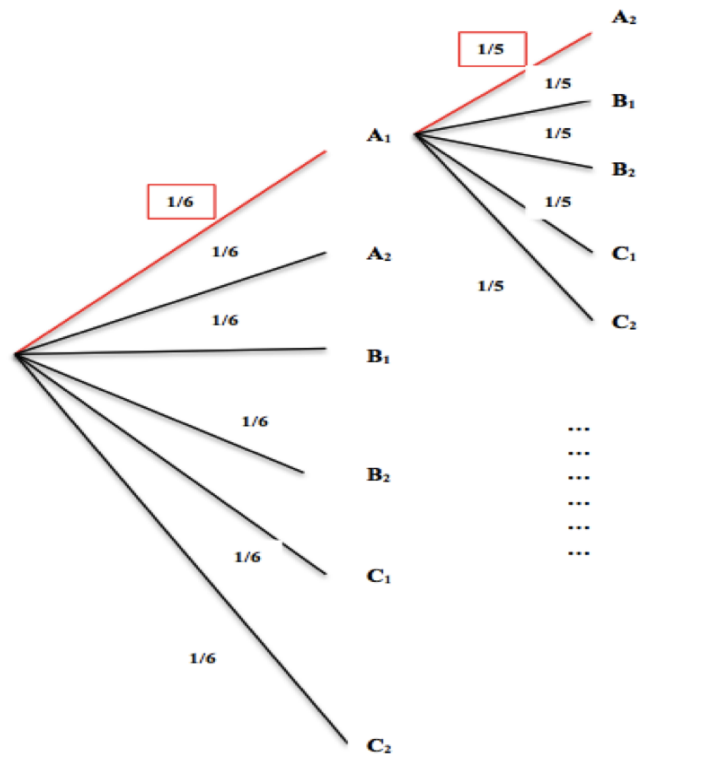 A₂
1/5
1/5
B₁
A₁
1/5
B₂
1/6
1/5
A₂
1/6
C₁
1/5
1/6
C₂
B₁
1/6
...
...
B₂
...
...
...
...
1/6
C₁
1/6
C₂